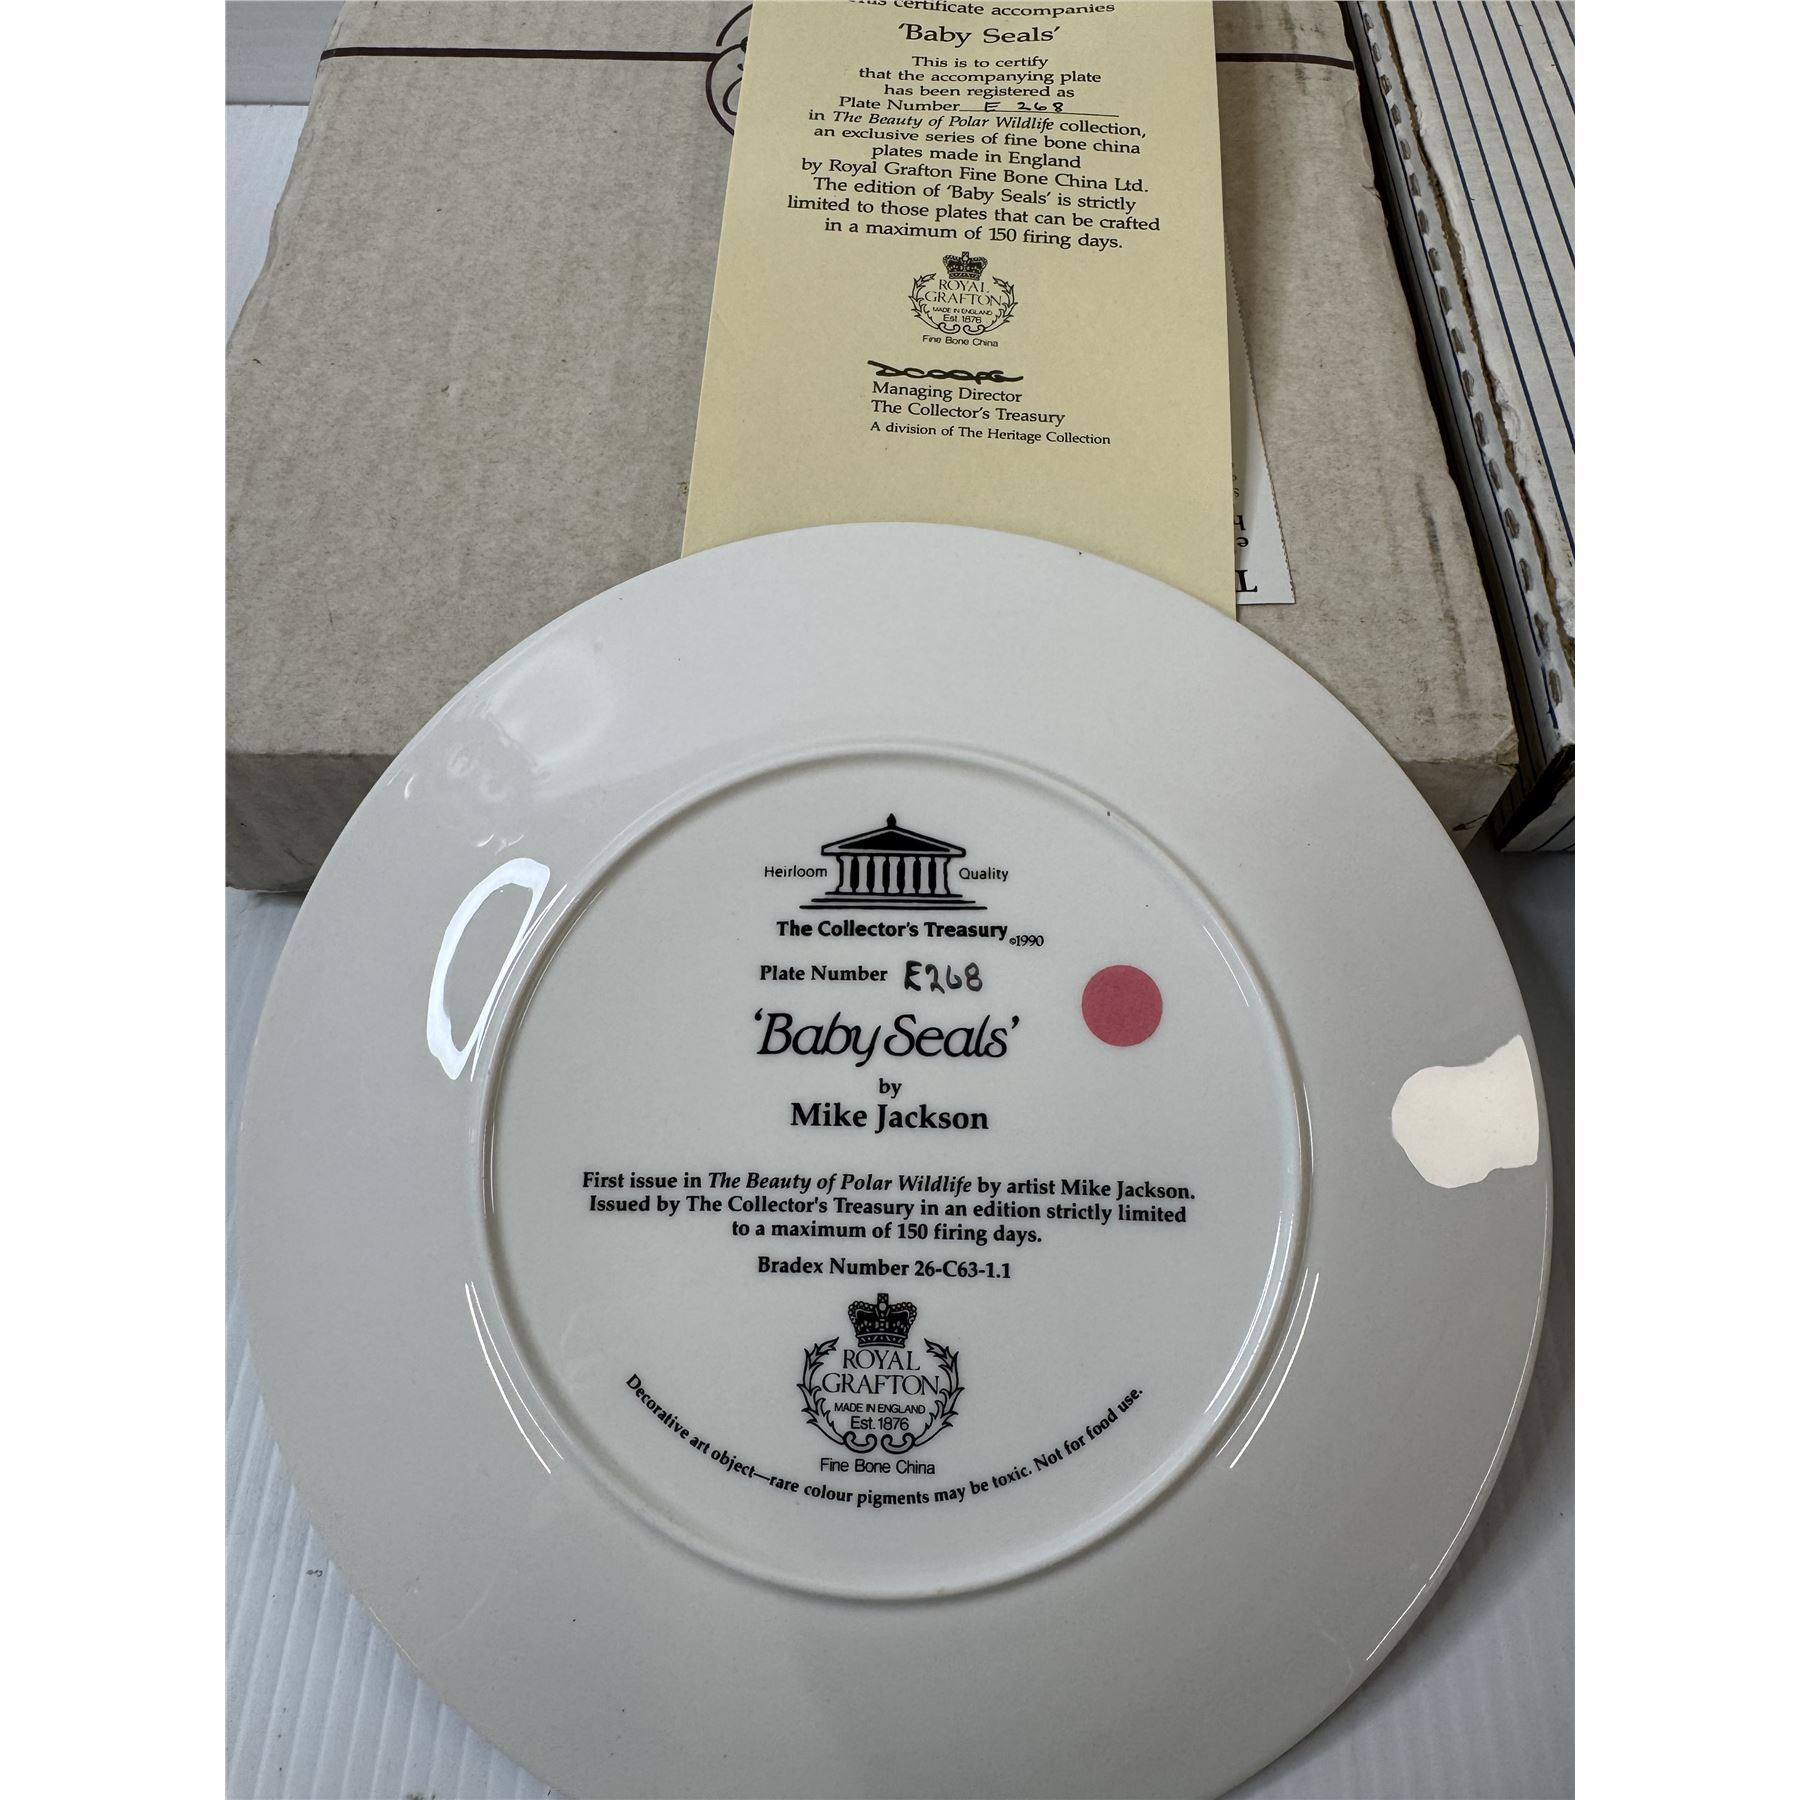 This certificate accompanies
'Baby Seals'
This is to certify
that the accompanying plate
has been registered as
Plate Number E 268
in The Beauty of Polar Wildlife collection,
an exclusive series of fine bone china
plates made in England
by Royal Grafton Fine Bone China Ltd.
The edition of 'Baby Seals' is strictly
limited to those plates that can be crafted
in a maximum of 150 firing days.
ROYAL
GRAFTON
MADE IN ENGLAND
Est. 1876
Fine Bone China
Managing Director
The Collector's Treasury
A division of The Heritage Collection
Heirloom Quality
The Collector's Treasury ©1990
Plate Number E268
'Baby Seals'
by
Mike Jackson
First issue in The Beauty of Polar Wildlife by artist Mike Jackson.
Issued by The Collector's Treasury in an edition strictly limited
to a maximum of 150 firing days.
Bradex Number 26-C63-1.1
ROYAL
GRAFTON
MADE IN ENGLAND
Est. 1876
Fine Bone China
Decorative art object—rare colour pigments may be toxic. Not for food use.